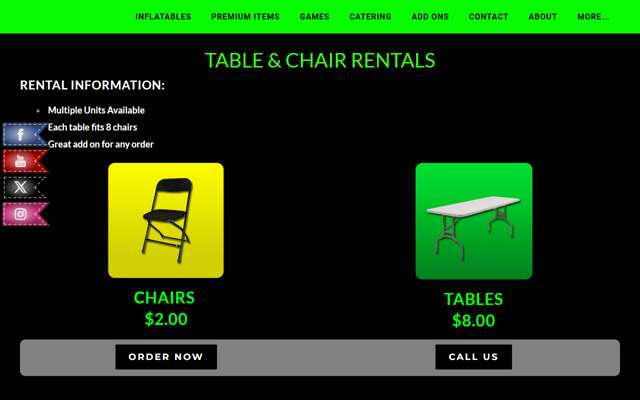 INFLATABLES PREMIUM ITEMS GAMES CATERING ADD ONS CONTACT ABOUT MORE...
TABLE & CHAIR RENTALS
RENTAL INFORMATION:
Multiple Units Available
Each table fits 8 chairs
Great add on for any order
CHAIRS
$2.00
TABLES
$8.00
ORDER NOW
CALL US